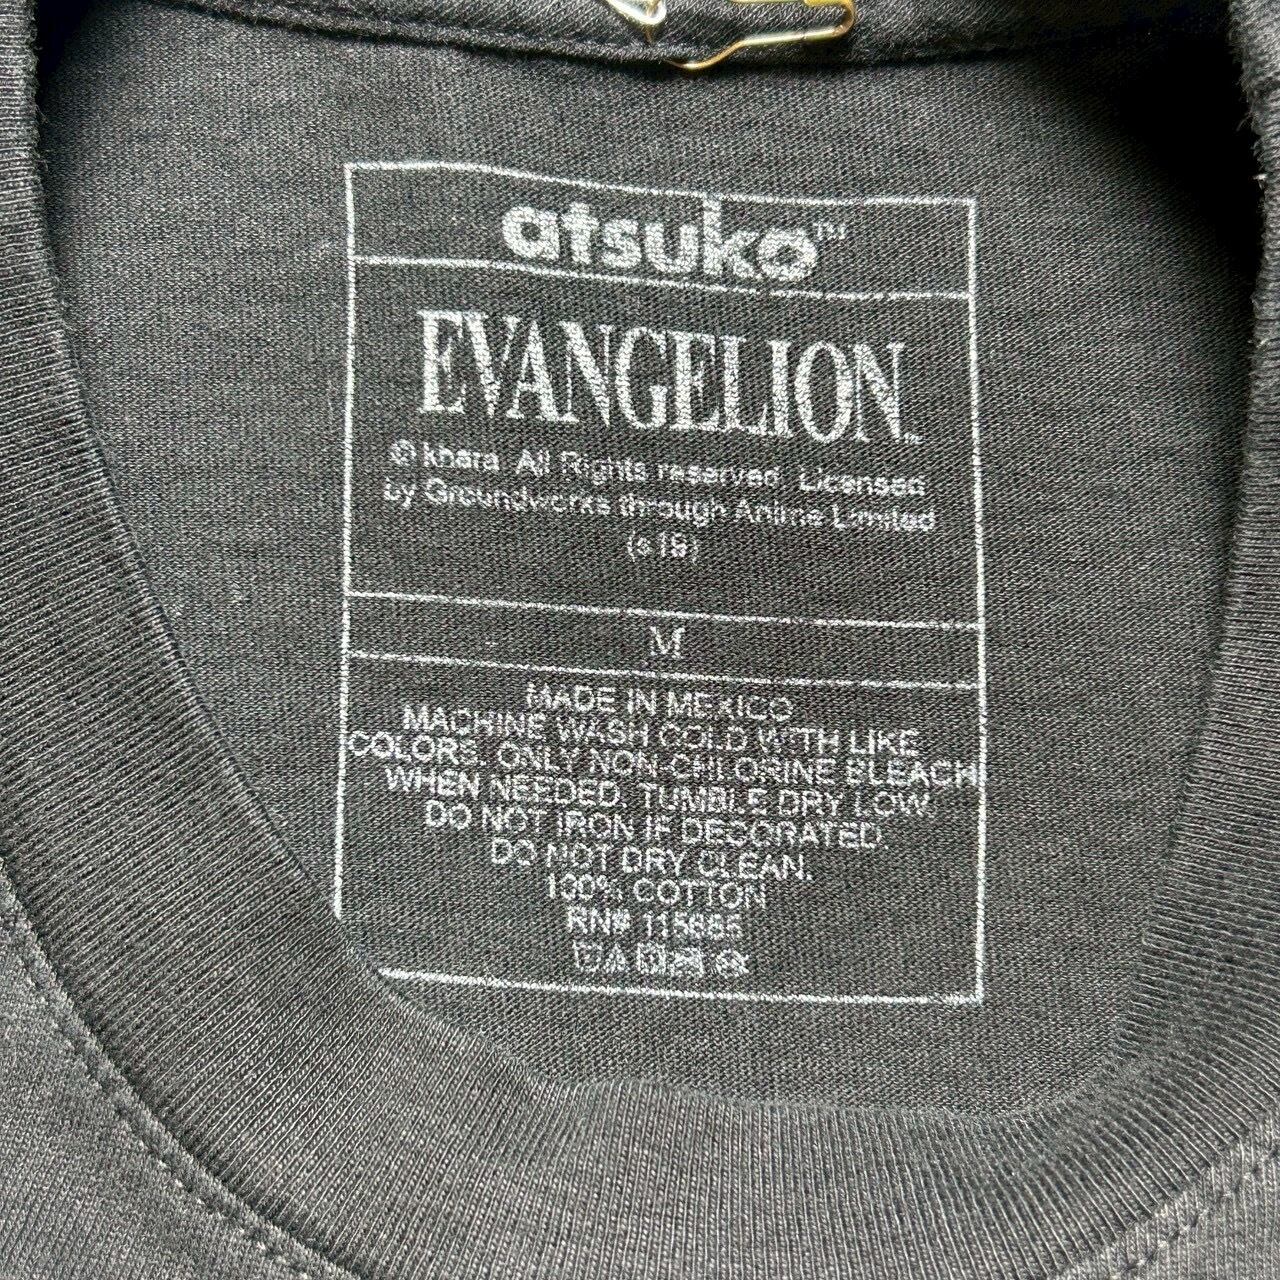 atsuko™
EVANGELION™
© khara. All Rights reserved. Licensed
by Groundworks through Anime Limited
(s19)
M
MADE IN MEXICO
MACHINE WASH COLD WITH LIKE
COLORS. ONLY NON-CHLORINE BLEACH
WHEN NEEDED. TUMBLE DRY LOW.
DO NOT IRON IF DECORATED.
DO NOT DRY CLEAN.
100% COTTON
RN#